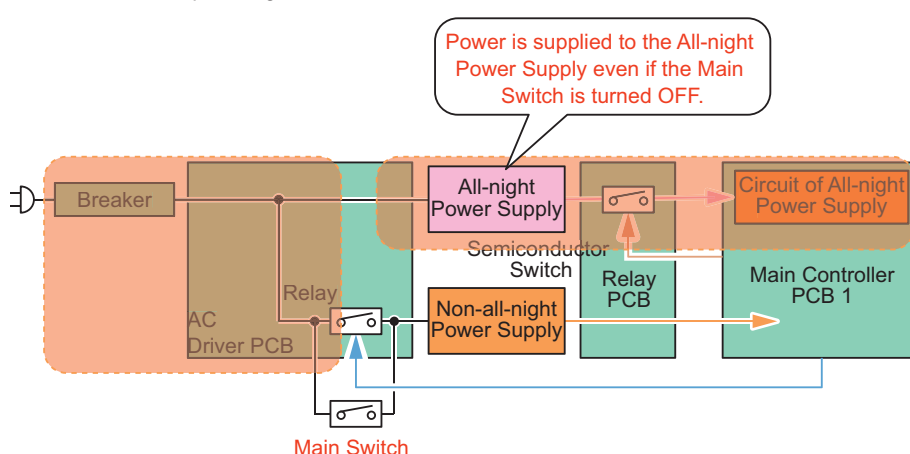 Power is supplied to the All-night
Power Supply even if the Main
Switch is turned OFF.
Breaker
All-night
Power Supply
Circuit of All-night
Power Supply
Semiconductor
Switch
Relay
PCB
Main Controller
PCB 1
Relay
AC
Driver PCB
Non-all-night
Power Supply
Main Switch